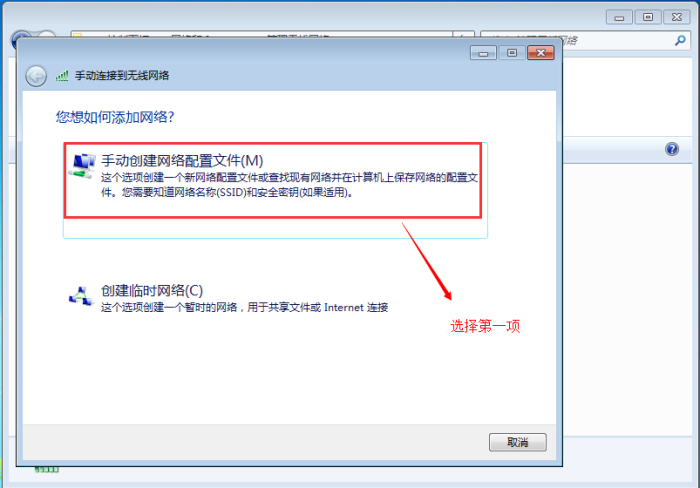 手动连接到无线网络
您想如何添加网络?
手动创建网络配置文件(M)
这个选项创建一个新网络配置文件或查找现有网络并在计算机上保存网络的配置文
件。您需要知道网络名称(SSID)和安全密钥(如果适用)。
创建临时网络(C)
这个选项创建一个暂时的网络，用于共享文件或 Internet 连接
选择第一项
取消